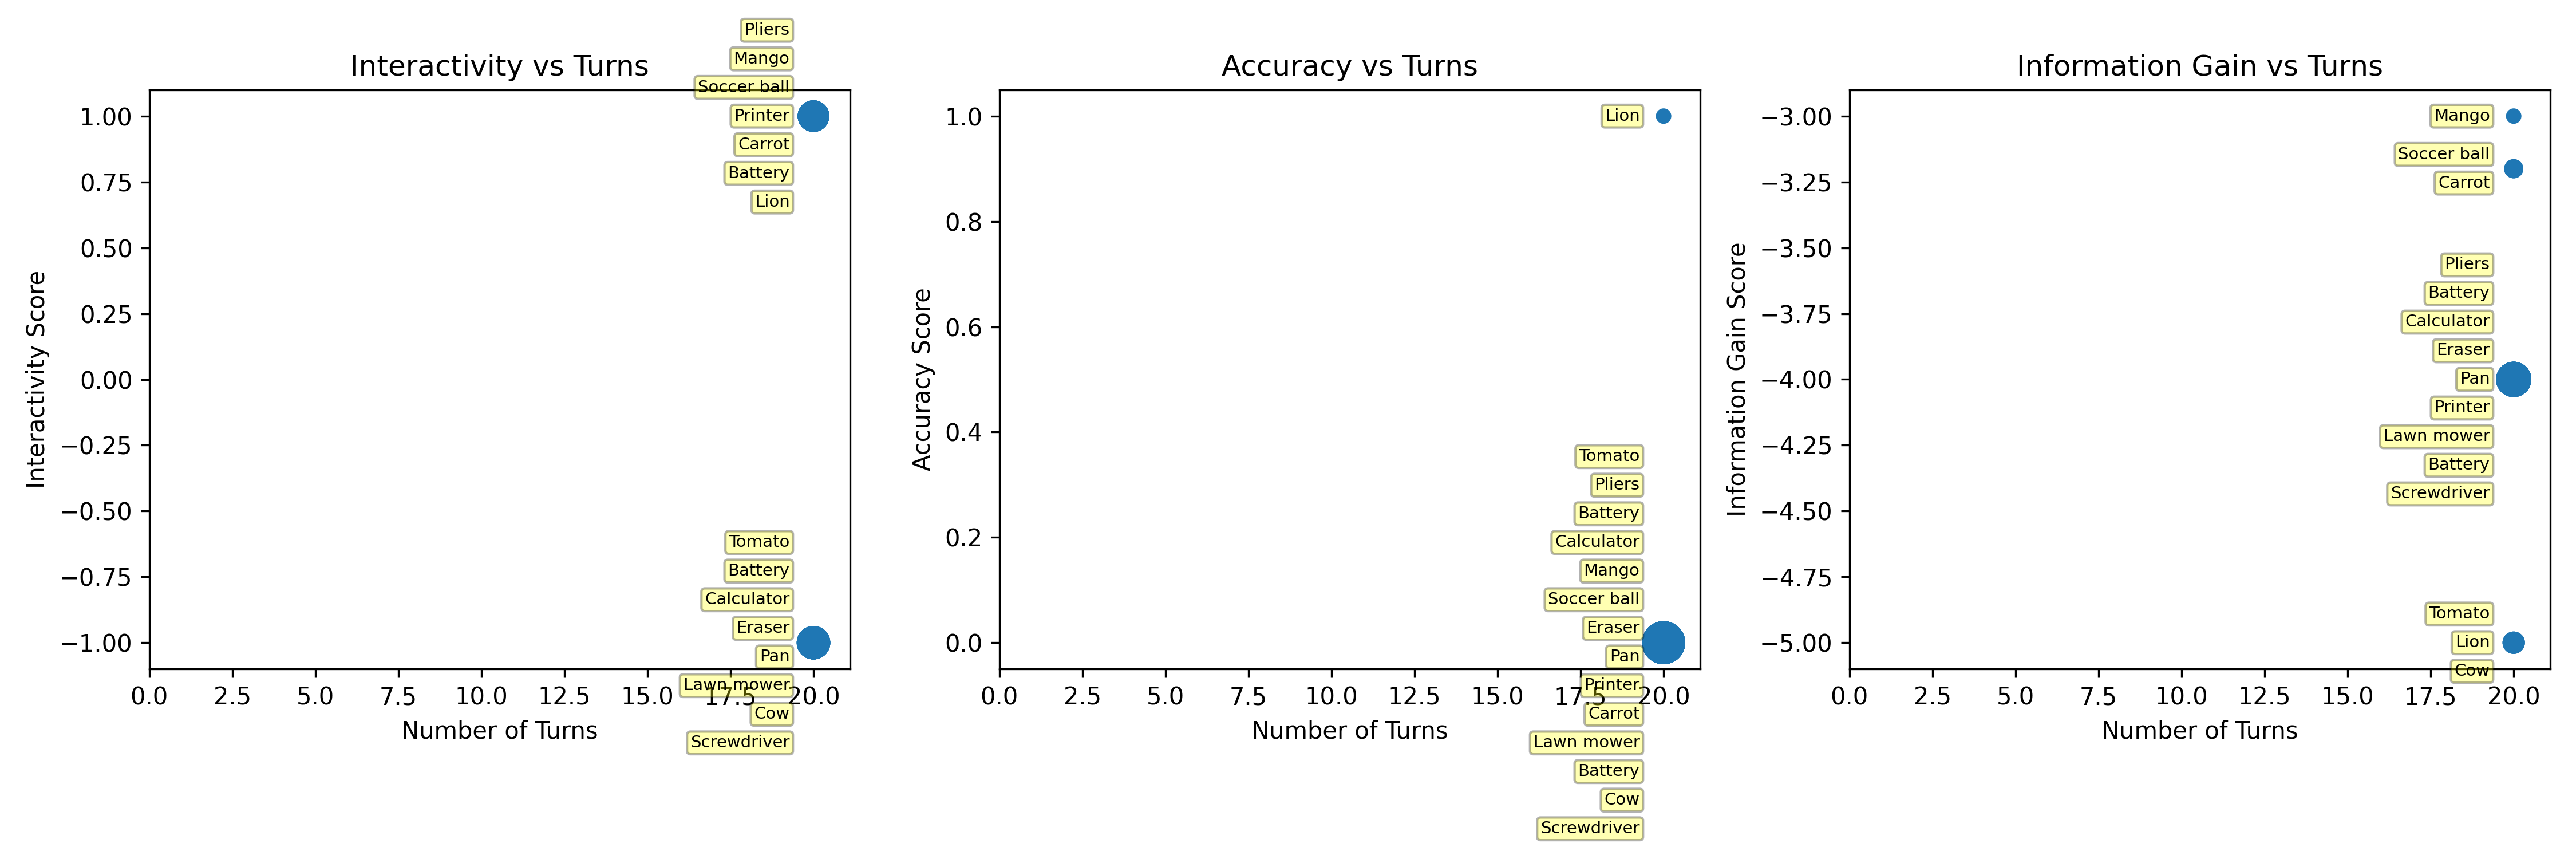 Pliers
Mango
Interactivity vs Turns
Soccer ball
Printer
Carrot
Battery
Lion
Tomato
Battery
Calculator
Eraser
Pan
Lawn mower
Cow
Screwdriver
1.00
0.75
0.50
0.25
0.00
−0.25
−0.50
−0.75
−1.00
Interactivity Score
0.0 2.5 5.0 7.5 10.0 12.5 15.0 17.5 20.0
Number of Turns
Accuracy vs Turns
Lion
Tomato
Pliers
Battery
Calculator
Mango
Soccer ball
Eraser
Pan
Printer
Carrot
Lawn mower
Battery
Cow
Screwdriver
1.0
0.8
0.6
0.4
0.2
0.0
Accuracy Score
0.0 2.5 5.0 7.5 10.0 12.5 15.0 17.5 20.0
Number of Turns
Information Gain vs Turns
Mango
Soccer ball
Carrot
Pliers
Battery
Calculator
Eraser
Pan
Printer
Lawn mower
Battery
Screwdriver
Tomato
Lion
Cow
−3.00
−3.25
−3.50
−3.75
−4.00
−4.25
−4.50
−4.75
−5.00
Information Gain Score
0.0 2.5 5.0 7.5 10.0 12.5 15.0 17.5 20.0
Number of Turns